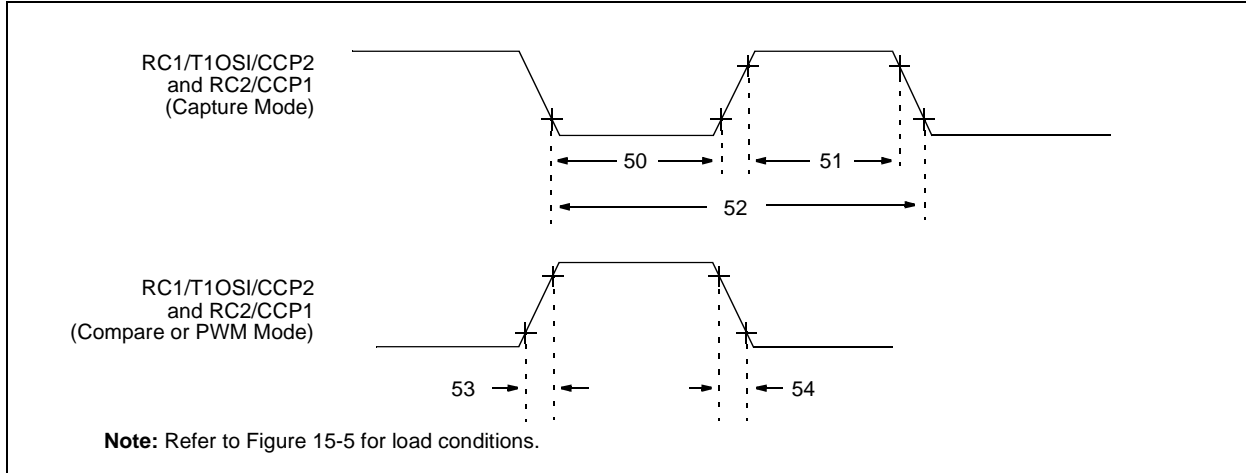 RC1/T1OSI/CCP2
and RC2/CCP1
(Capture Mode)
50
51
52
RC1/T1OSI/CCP2
and RC2/CCP1
(Compare or PWM Mode)
53
54
Note: Refer to Figure 15-5 for load conditions.